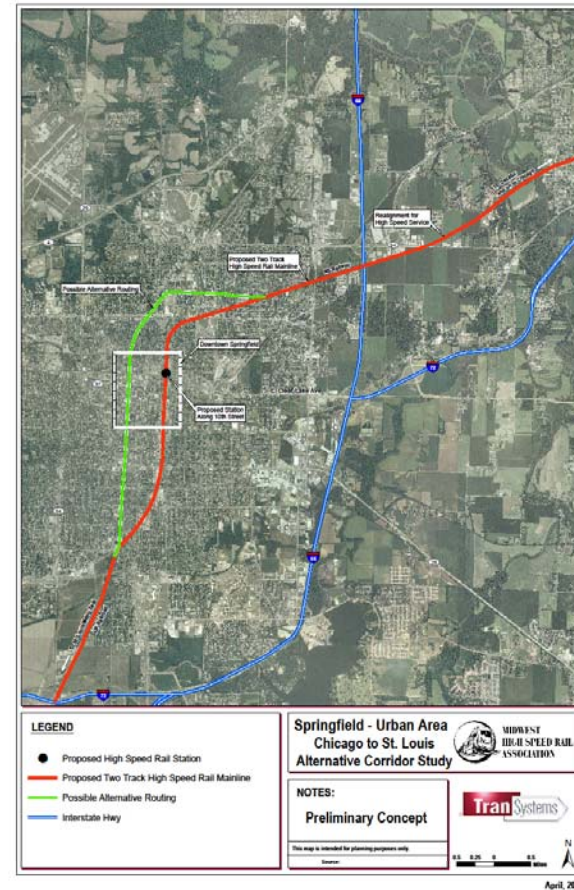 Realignment for
High Speed Service
Proposed Two Track
High Speed Rail Mainline
Possible Alternative Routing
Downtown Springfield
Proposed Station
Along 10th Street
72
72
LEGEND
Proposed High Speed Rail Station
Proposed Two Track High Speed Rail Mainline
Possible Alternative Routing
Interstate Hwy
Springfield - Urban Area
Chicago to St. Louis
Alternative Corridor Study
MIDWEST
HIGH SPEED RAIL
ASSOCIATION
NOTES:
Preliminary Concept
This map is intended for planning purposes only.
Source:
TranSystems
N
0.5 0.25 0 0.5
Miles
April, 20